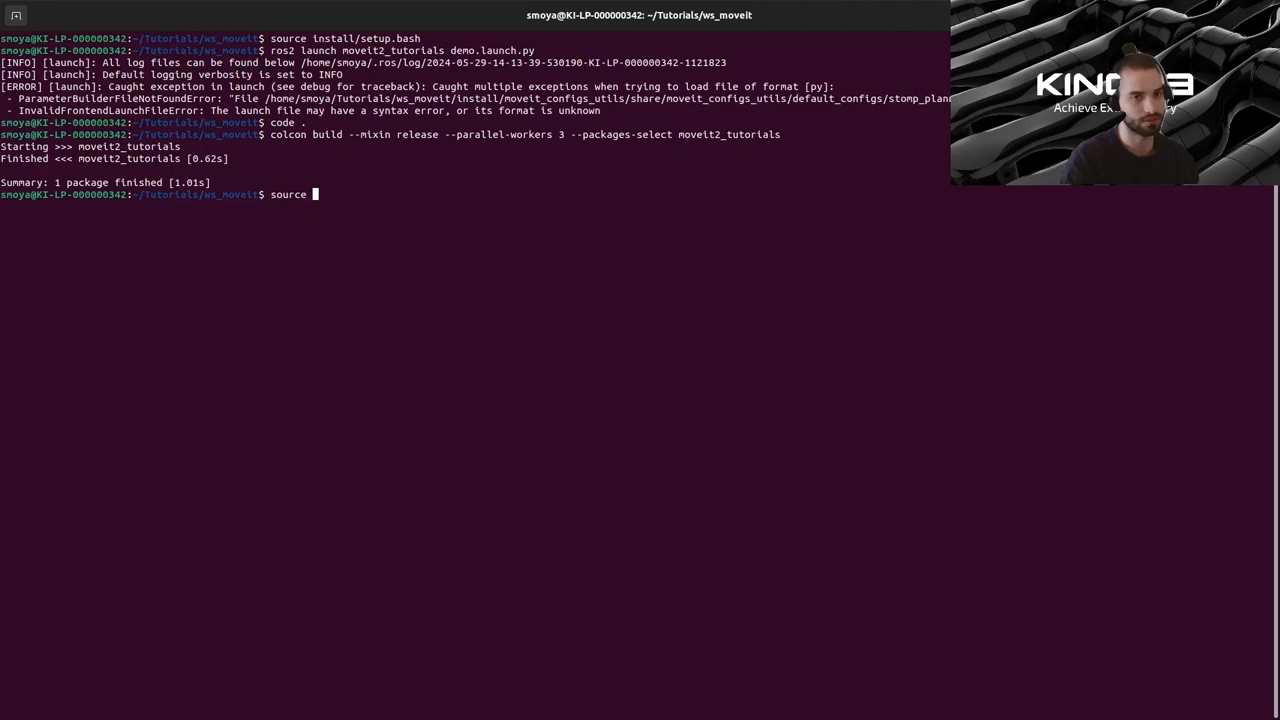 smoya@KI-LP-000000342: ~/Tutorials/ws_moveit
smoya@KI-LP-000000342:~/Tutorials/ws_moveit$ source install/setup.bash
smoya@KI-LP-000000342:~/Tutorials/ws_moveit$ ros2 launch moveit2_tutorials demo.launch.py
[INFO] [launch]: All log files can be found below /home/smoya/.ros/log/2024-05-29-14-13-39-530190-KI-LP-000000342-1121823
[INFO] [launch]: Default logging verbosity is set to INFO
[ERROR] [launch]: Caught exception in launch (see debug for traceback): Caught multiple exceptions when trying to load file of format [py]:
 - ParameterBuilderFileNotFoundError: "File /home/smoya/Tutorials/ws_moveit/install/moveit_configs_utils/share/moveit_configs_utils/default_configs/stomp_plann
 - InvalidFrontendLaunchFileError: The launch file may have a syntax error, or its format is unknown
smoya@KI-LP-000000342:~/Tutorials/ws_moveit$ code .
smoya@KI-LP-000000342:~/Tutorials/ws_moveit$ colcon build --mixin release --parallel-workers 3 --packages-select moveit2_tutorials
Starting >>> moveit2_tutorials
Finished <<< moveit2_tutorials [0.62s]
Summary: 1 package finished [1.01s]
smoya@KI-LP-000000342:~/Tutorials/ws_moveit$ source